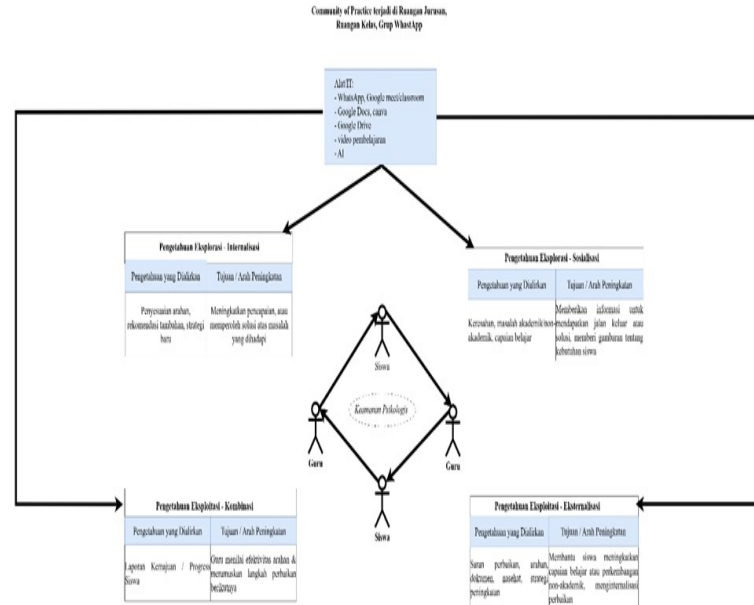 Community of Practice terjadi di Ruangan Jurusan,
Ruangan Kelas, Grup WhastApp
Alat IT:
- WhatsApp, Google meet/classroom
- Google Docs, canva
- Google Drive
- video pembelajaran
- AI
Pengetahuan Eksplorasi - Internalisasi
Pengetahuan yang Dialirkan
Tujuan / Arah Peningkatan
Penyesuaian arahan,
rekomendasi tambahan, strategi
baru
Meningkatkan pencapaian, atau
memperoleh solusi atas masalah
yang dihadapi
Pengetahuan Eksplorasi - Sosialisasi
Pengetahuan yang Dialirkan
Tujuan / Arah Peningkatan
Keresahan, masalah akademik/non-
akademik, capaian belajar
Memberikan informasi untuk
mendapatkan jalan keluar atau
solusi, memberi gambaran tentang
kebutuhan siswa
Siswa
Guru
Keamanan Psikologis
Guru
Siswa
Pengetahuan Eksploitasi - Kombinasi
Pengetahuan yang Dialirkan
Tujuan / Arah Peningkatan
Laporan Kemajuan / Progress
Siswa
Guru menilai efektivitas arahan &
merumuskan langkah perbaikan
berikutnya
Pengetahuan Eksploitasi - Eksternalisasi
Pengetahuan yang Dialirkan
Tujuan / Arah Peningkatan
Saran perbaikan, arahan,
dokumen, nasehat, strategi
peningkatan
Membantu siswa meningkatkan
capaian belajar atau perkembangan
non-akademik, menginternalisasi
perbaikan